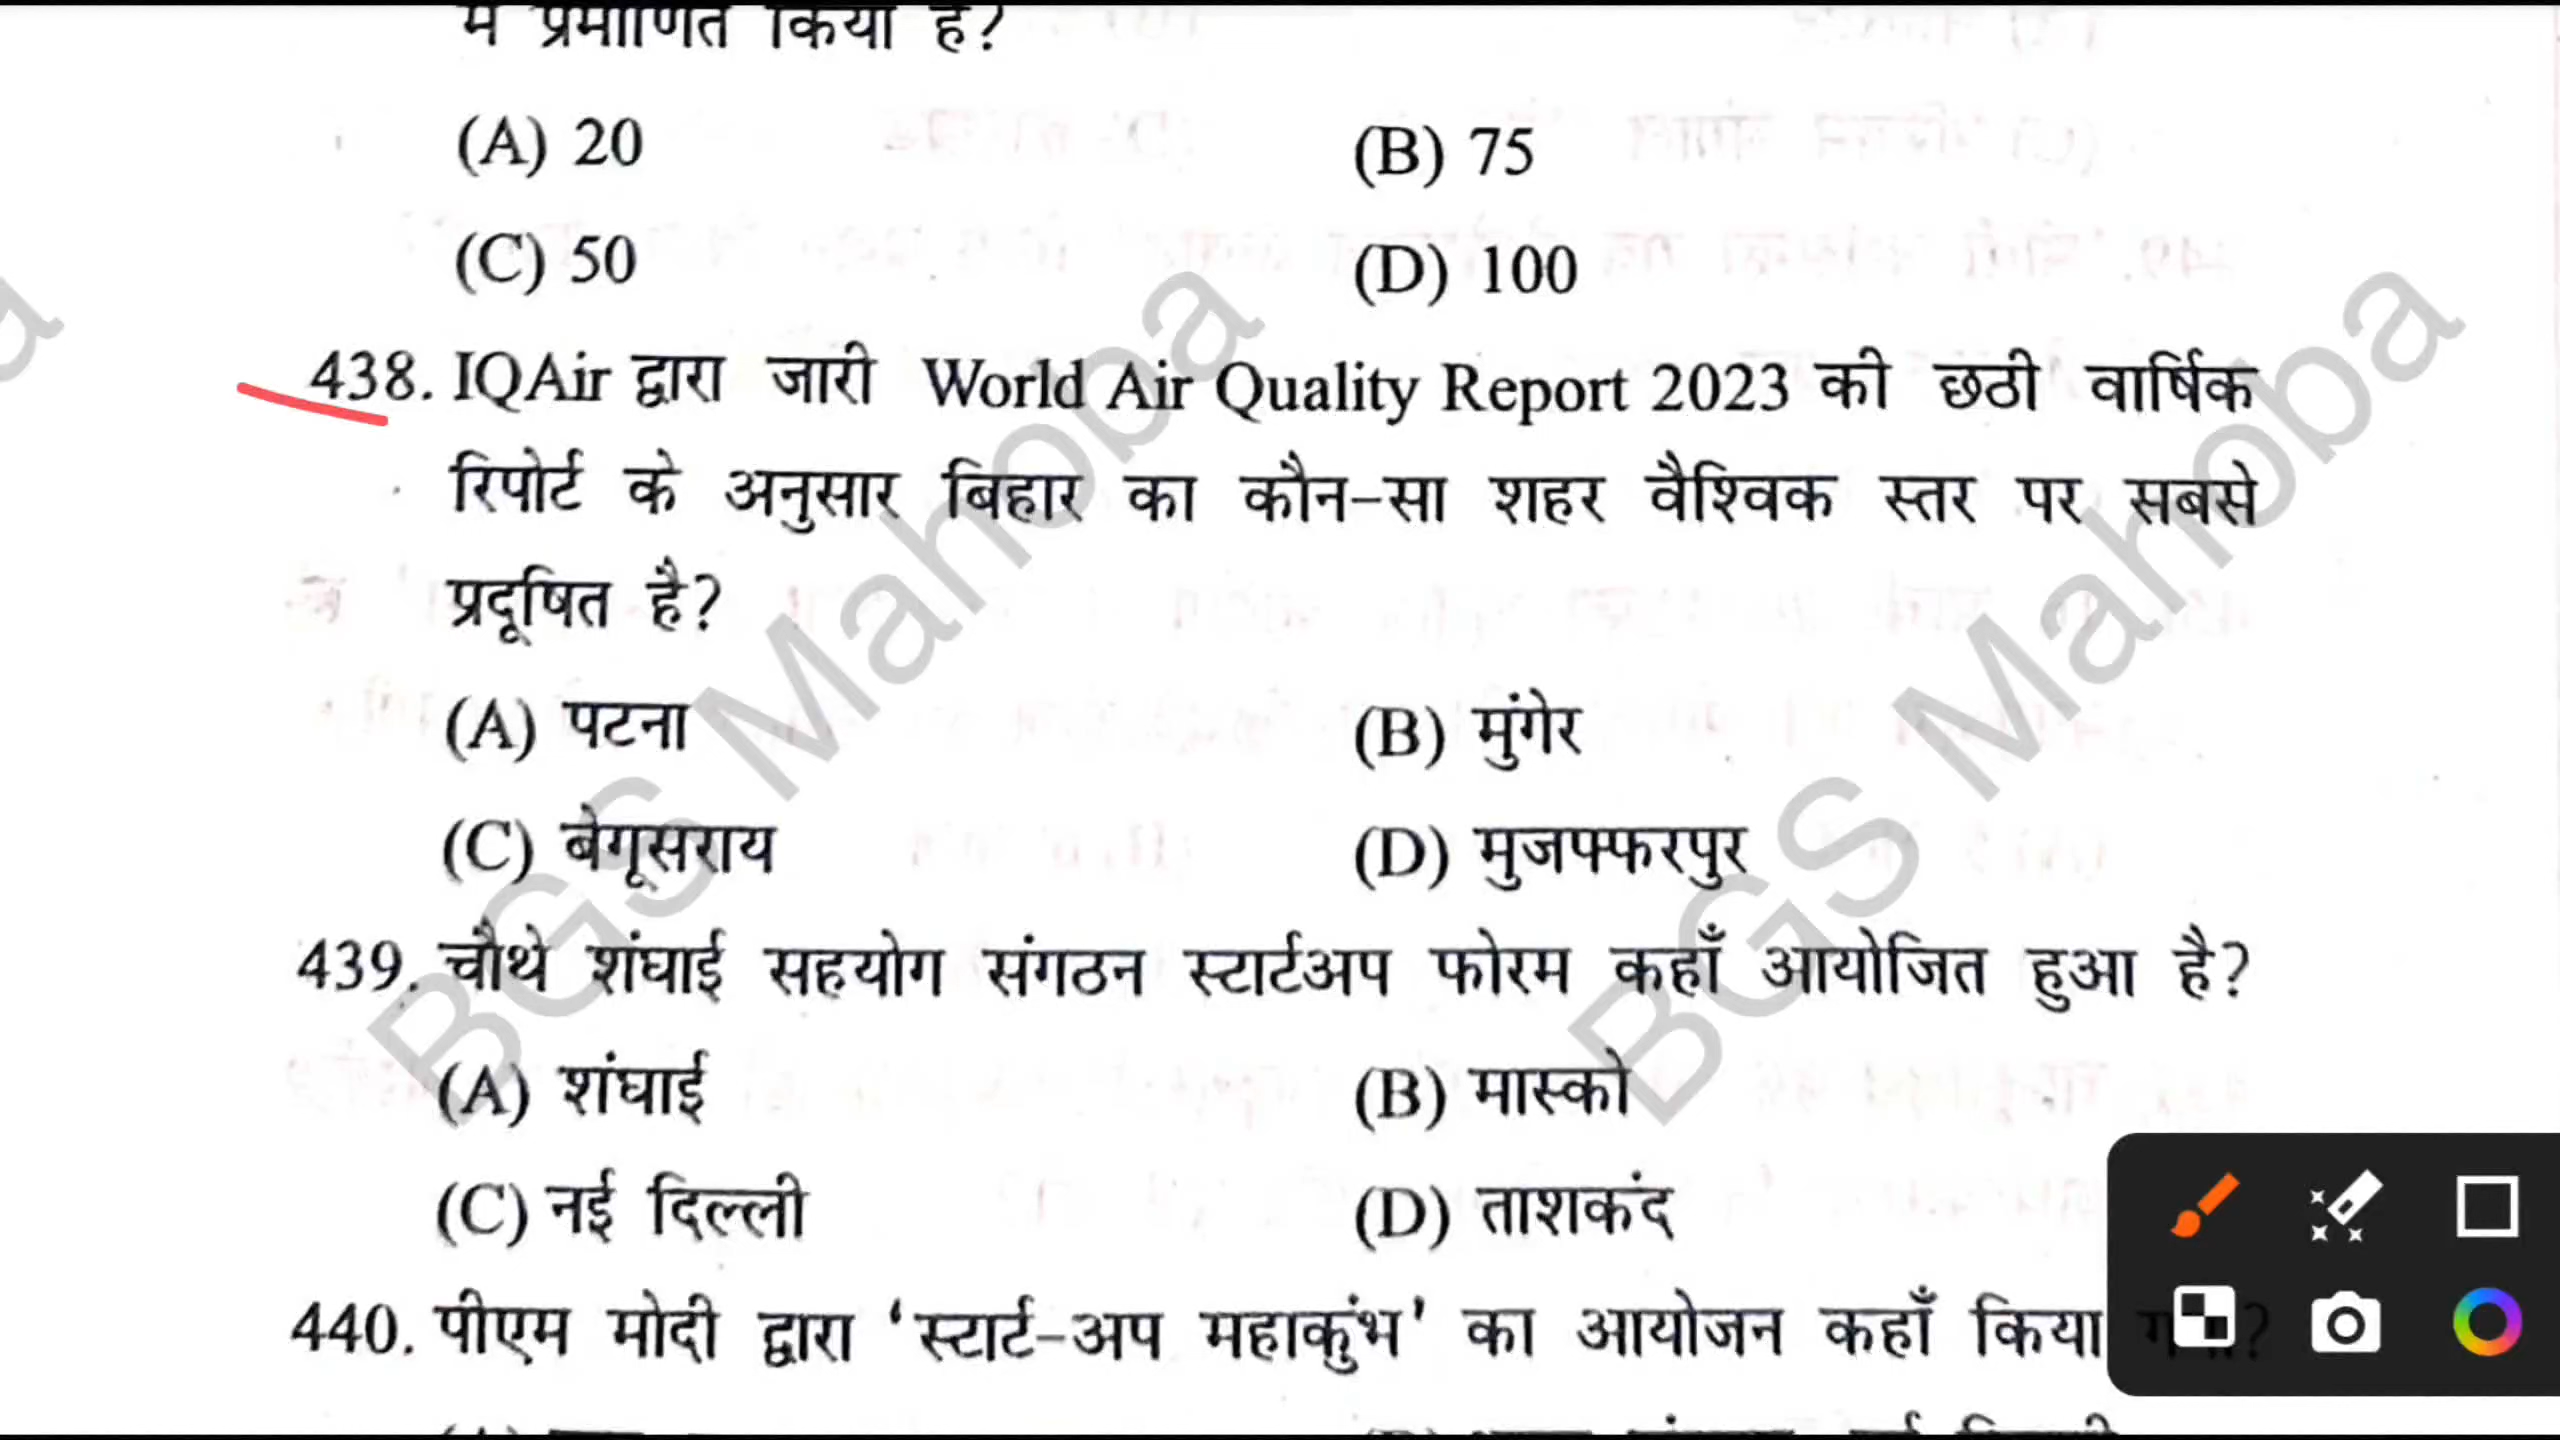 में प्रमाणित किया है?
(A) 20 (B) 75
(C) 50 (D) 100
438. IQAir द्वारा जारी World Air Quality Report 2023 की छठी वार्षिक
रिपोर्ट के अनुसार बिहार का कौन-सा शहर वैश्विक स्तर पर सबसे
प्रदूषित है?
(A) पटना (B) मुंगेर
(C) बेगूसराय (D) मुजफ्फरपुर
439. चौथे शंघाई सहयोग संगठन स्टार्टअप फोरम कहाँ आयोजित हुआ है?
(A) शंघाई (B) मास्को
(C) नई दिल्ली (D) ताशकंद
440. पीएम मोदी द्वारा ‘स्टार्ट-अप महाकुंभ’ का आयोजन कहाँ किया
BGS Mahoba
BGS Mahoba